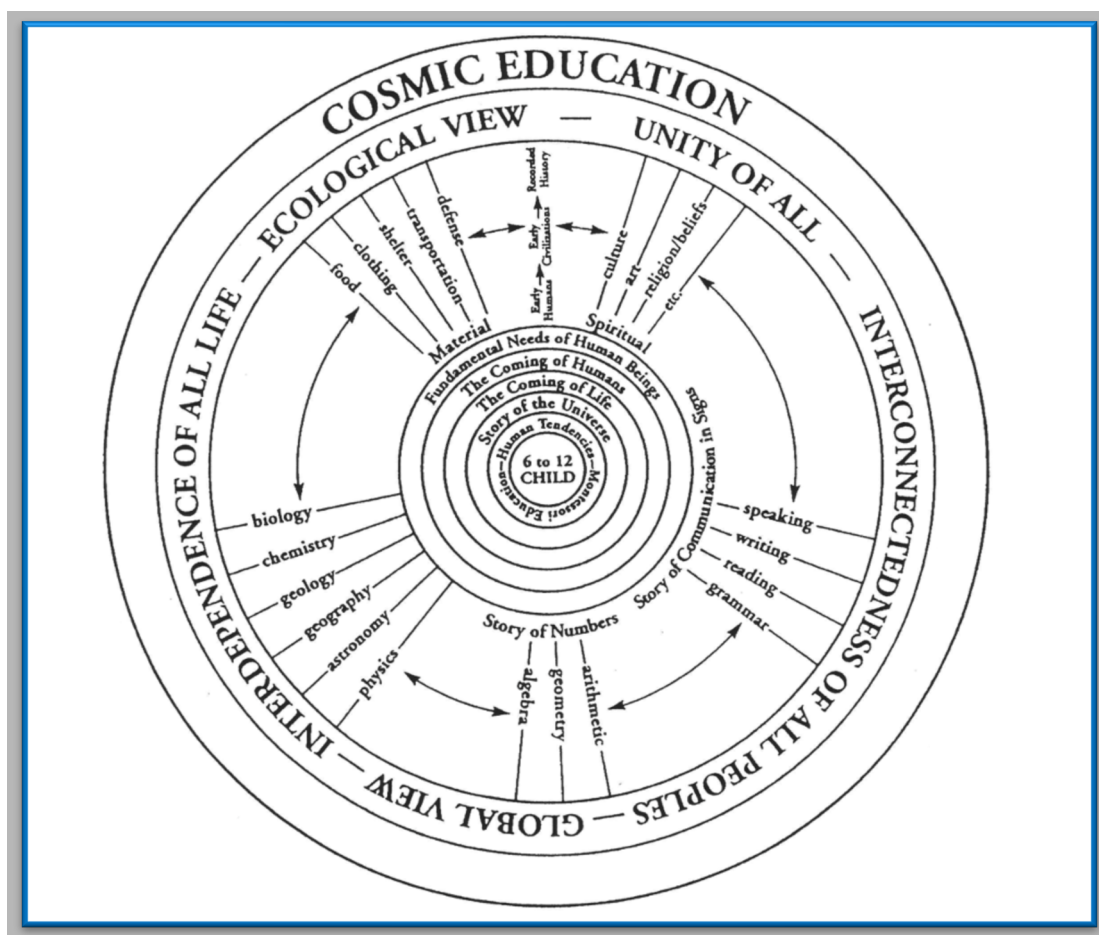 COSMIC EDUCATION
ECOLOGICAL VIEW — UNITY OF ALL — INTERCONNECTEDNESS OF ALL PEOPLES — GLOBAL VIEW — INTERDEPENDENCE OF ALL LIFE —
food
clothing
shelter
transportation
defense
Material
Recorded
History
Early
Civilizations
Early
Humans
culture
art
religion/beliefs
etc.
Spiritual
Fundamental Needs of Human Beings
The Coming of Humans
The Coming of Life
Story of the Universe
Human Tendencies—Montessori Education—
6 to 12
CHILD
Story of Communication in Signs
speaking
writing
reading
grammar
Story of Numbers
arithmetic
geometry
algebra
biology
chemistry
geology
geography
astronomy
physics